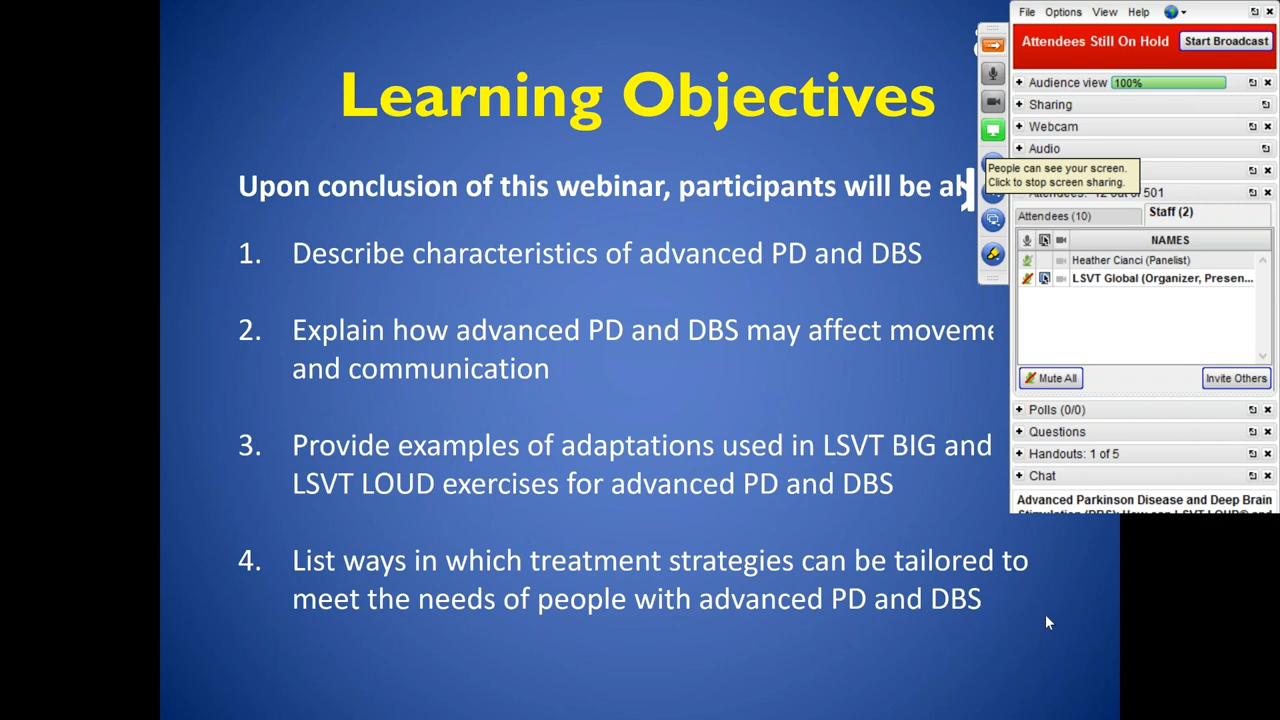 Learning Objectives
Upon conclusion of this webinar, participants will be
1. Describe characteristics of advanced PD and DBS
2. Explain how advanced PD and DBS may affect
and communication
3. Provide examples of adaptations used in LSVT BIG and
LSVT LOUD exercises for advanced PD and DBS
4. List ways in which treatment strategies can be tailored to
meet the needs of people with advanced PD and DBS
File Options View Help
Attendees Still On Hold Start Broadcast
Audience view 100%
Sharing
Webcam
Audio
People can see your screen.
Click to stop screen sharing.
501
Attendees (10) Staff (2)
NAMES
Heather Cianci (Panelist)
LSVT Global (Organizer, Presen...
Mute All Invite Others
Polls (0/0)
Questions
Handouts: 1 of 5
Chat
Advanced Parkinson Disease and Deep Brain